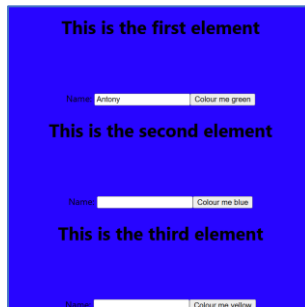 This is the first element
Name: Antony Colour me green
This is the second element
Name: Colour me blue
This is the third element
Name: Colour me yellow